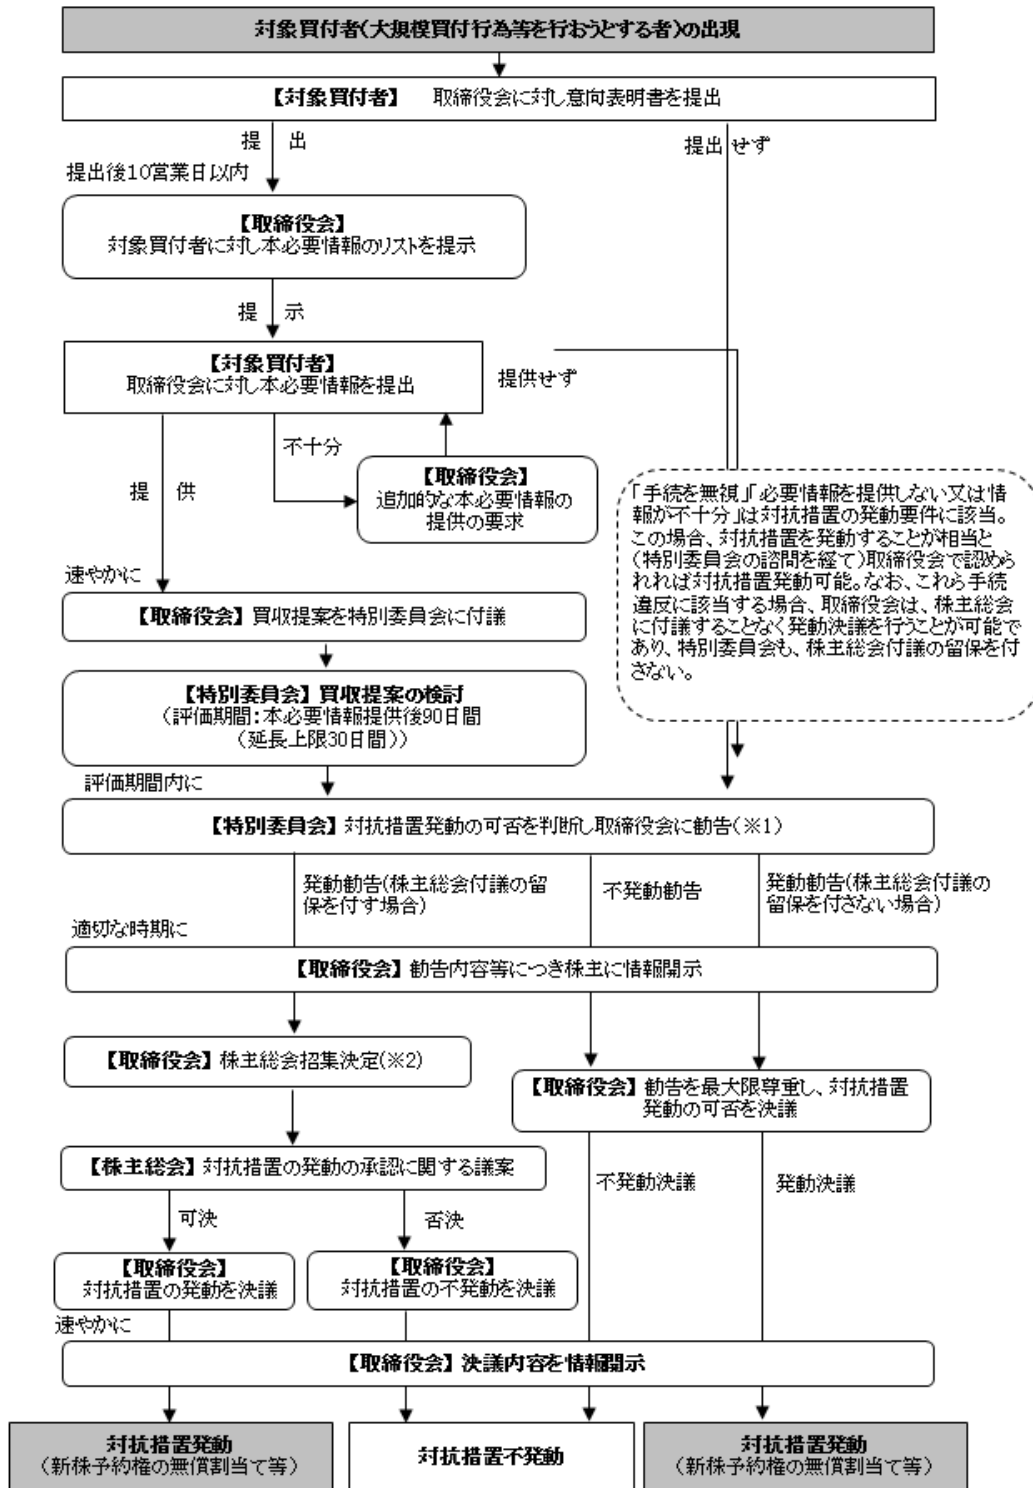 対象買付者(大規模買付行為等を行おうとする者)の出現
【対象買付者】 取締役会に対し意向表明書を提出
提 出
提出せず
提出後10営業日以内
【取締役会】
対象買付者に対し本必要情報のリストを提示
提 示
【対象買付者】
取締役会に対し本必要情報を提出
提供せず
不十分
提 供
【取締役会】
追加的な本必要情報の
提供の要求
「手続を無視」「必要情報を提供しない又は情
報が不十分」は対抗措置の発動要件に該当。
この場合、対抗措置を発動することが相当と
(特別委員会の諮問を経て)取締役会で認めら
れれば対抗措置発動可能。なお、これら手続
違反に該当する場合、取締役会は、株主総会
に付議することなく発動決議を行うことが可能で
あり、特別委員会も、株主総会付議の留保を付
さない。
速やかに
【取締役会】買収提案を特別委員会に付議
【特別委員会】買収提案の検討
(評価期間:本必要情報提供後90日間
(延長上限30日間))
評価期間内に
【特別委員会】対抗措置発動の可否を判断し取締役会に勧告(※1)
発動勧告(株主総会付議の留
保を付す場合)
不発動勧告
発動勧告(株主総会付議の
留保を付さない場合)
適切な時期に
【取締役会】勧告内容等につき株主に情報開示
【取締役会】株主総会招集決定(※2)
【取締役会】勧告を最大限尊重し、対抗措置
発動の可否を決議
【株主総会】対抗措置の発動の承認に関する議案
不発動決議
発動決議
可決
否決
【取締役会】
対抗措置の発動を決議
【取締役会】
対抗措置の不発動を決議
速やかに
【取締役会】決議内容を情報開示
対抗措置発動
(新株予約権の無償割当て等)
対抗措置不発動
対抗措置発動
(新株予約権の無償割当て等)